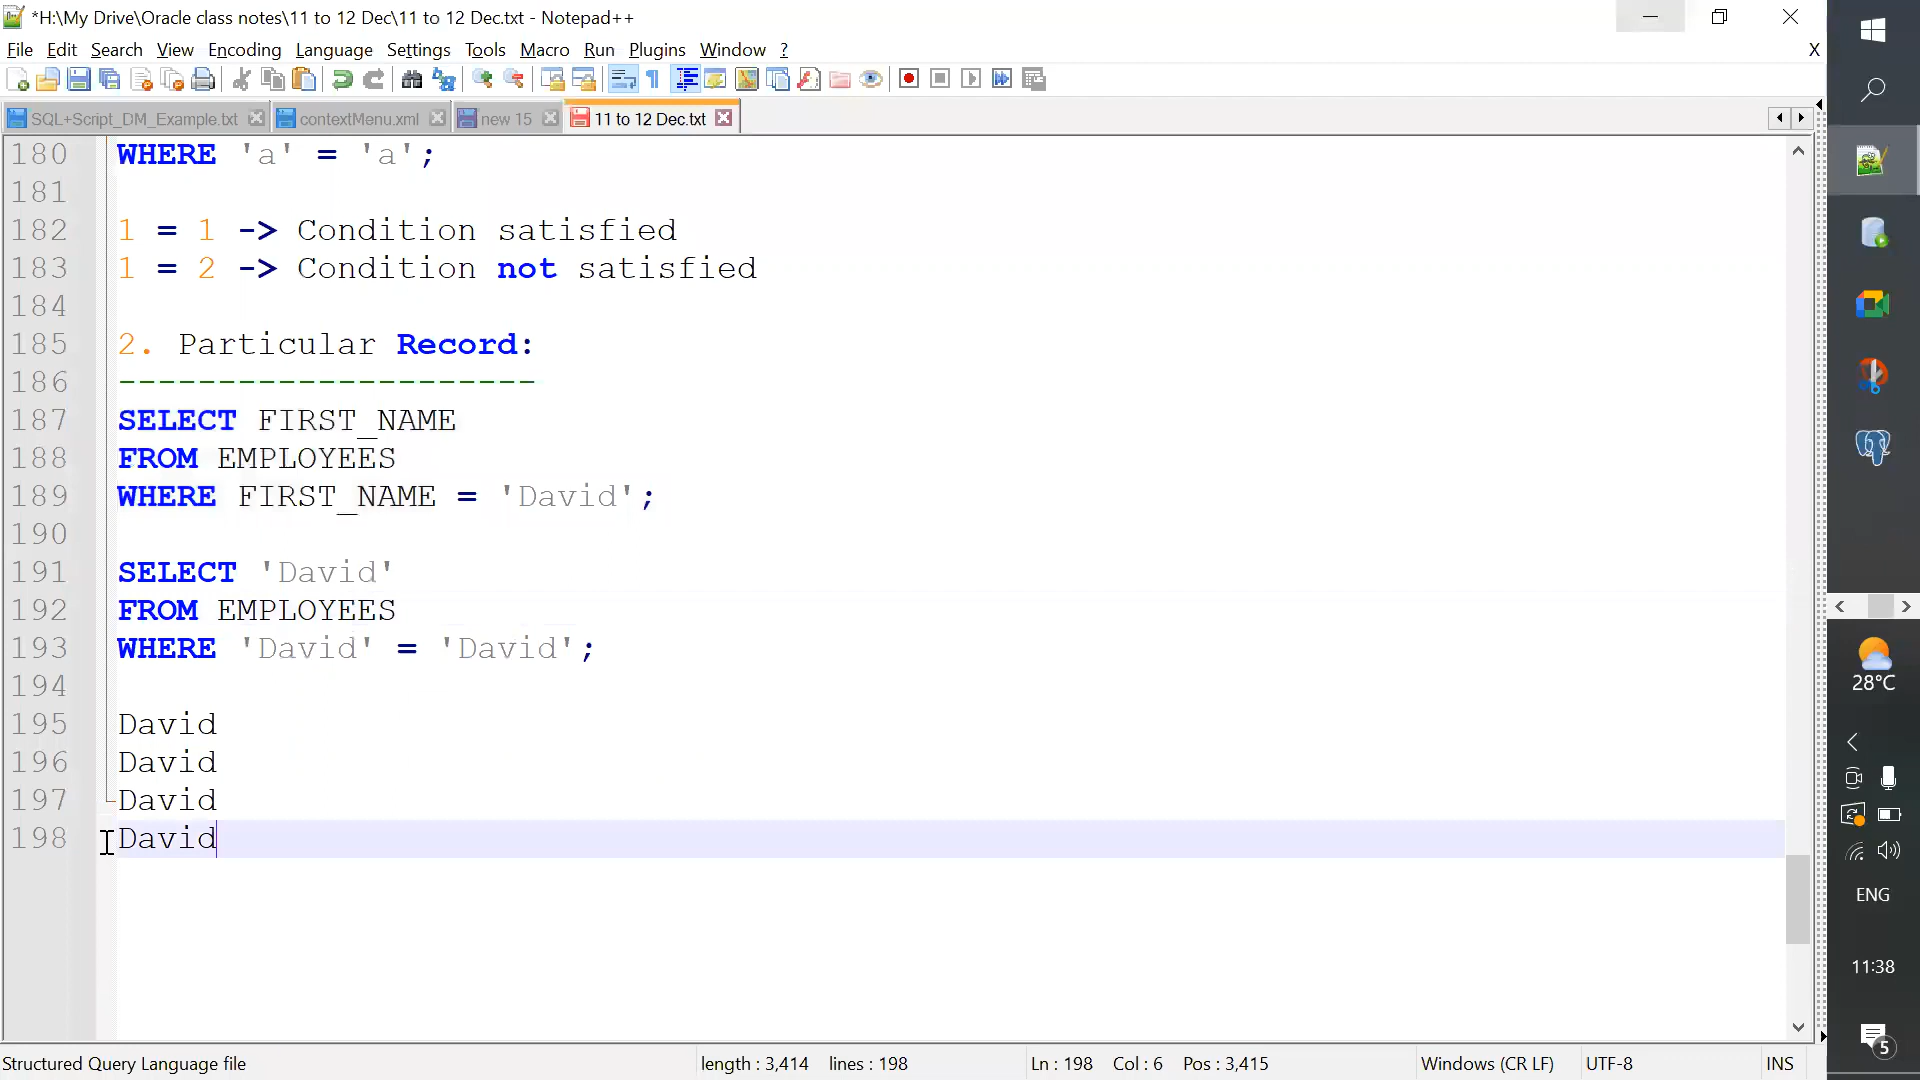 *H:\My Drive\Oracle class notes\11 to 12 Dec\11 to 12 Dec.txt - Notepad++
File Edit Search View Encoding Language Settings Tools Macro Run Plugins Window ? X
SQL+Script_DM_Example.txt contextMenu.xml new 15 11 to 12 Dec.txt
180 WHERE 'a' = 'a';
181
182 1 = 1 -> Condition satisfied
183 1 = 2 -> Condition not satisfied
184
185 2. Particular Record:
186 ---------------------
187 SELECT FIRST_NAME
188 FROM EMPLOYEES
189 WHERE FIRST_NAME = 'David';
190
191 SELECT 'David'
192 FROM EMPLOYEES
193 WHERE 'David' = 'David';
194
195 David
196 David
197 David
198 David
Structured Query Language file length : 3,414 lines : 198 Ln : 198 Col : 6 Pos : 3,415 Windows (CR LF) UTF-8 INS
28°C
ENG
11:38
5